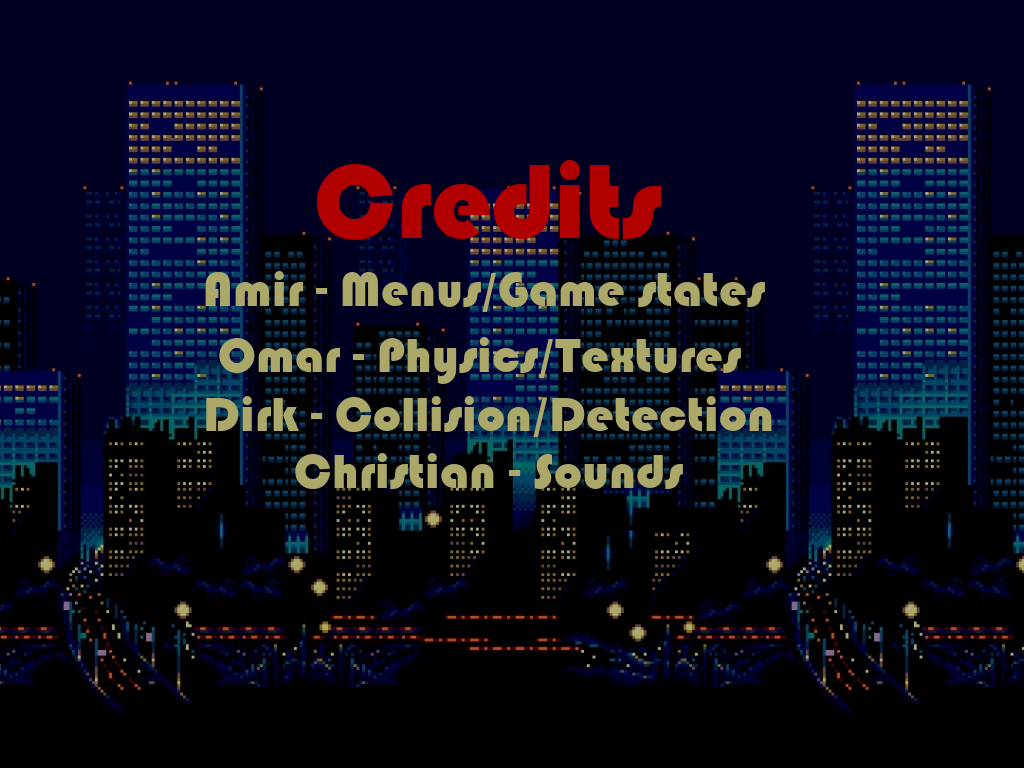 Credits
Amir - Menus/Game states
Omar - Physics/Textures
Dirk - Collision/Detection
Christian - Sounds